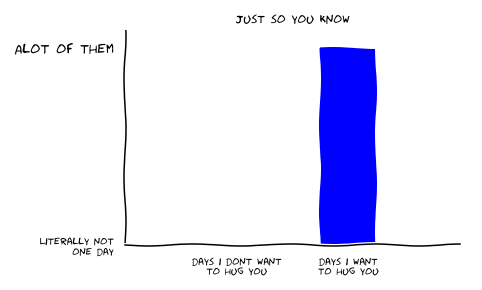 JUST SO YOU KNOW
ALOT OF THEM
LITERALLY NOT
ONE DAY
DAYS I DONT WANT
TO HUG YOU
DAYS I WANT
TO HUG YOU